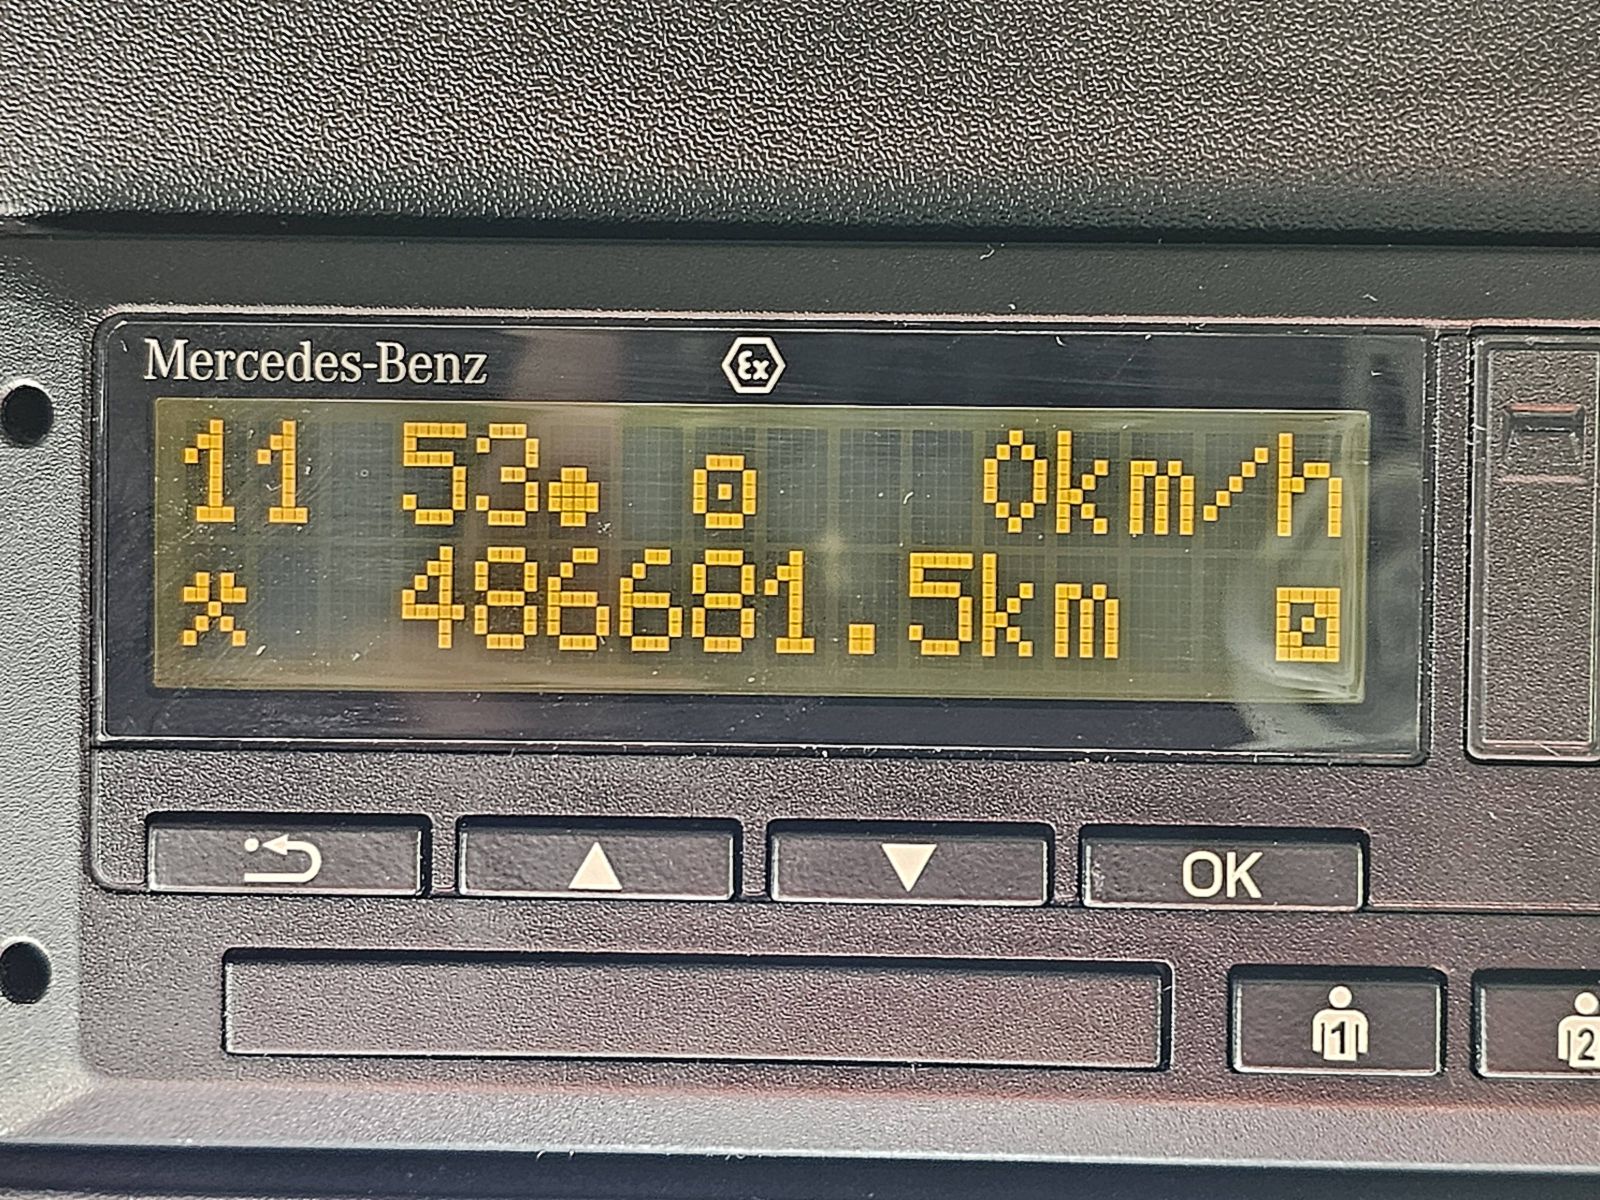 Mercedes-Benz
Ex
11 53 0km/h
486681.5km
OK
1
2